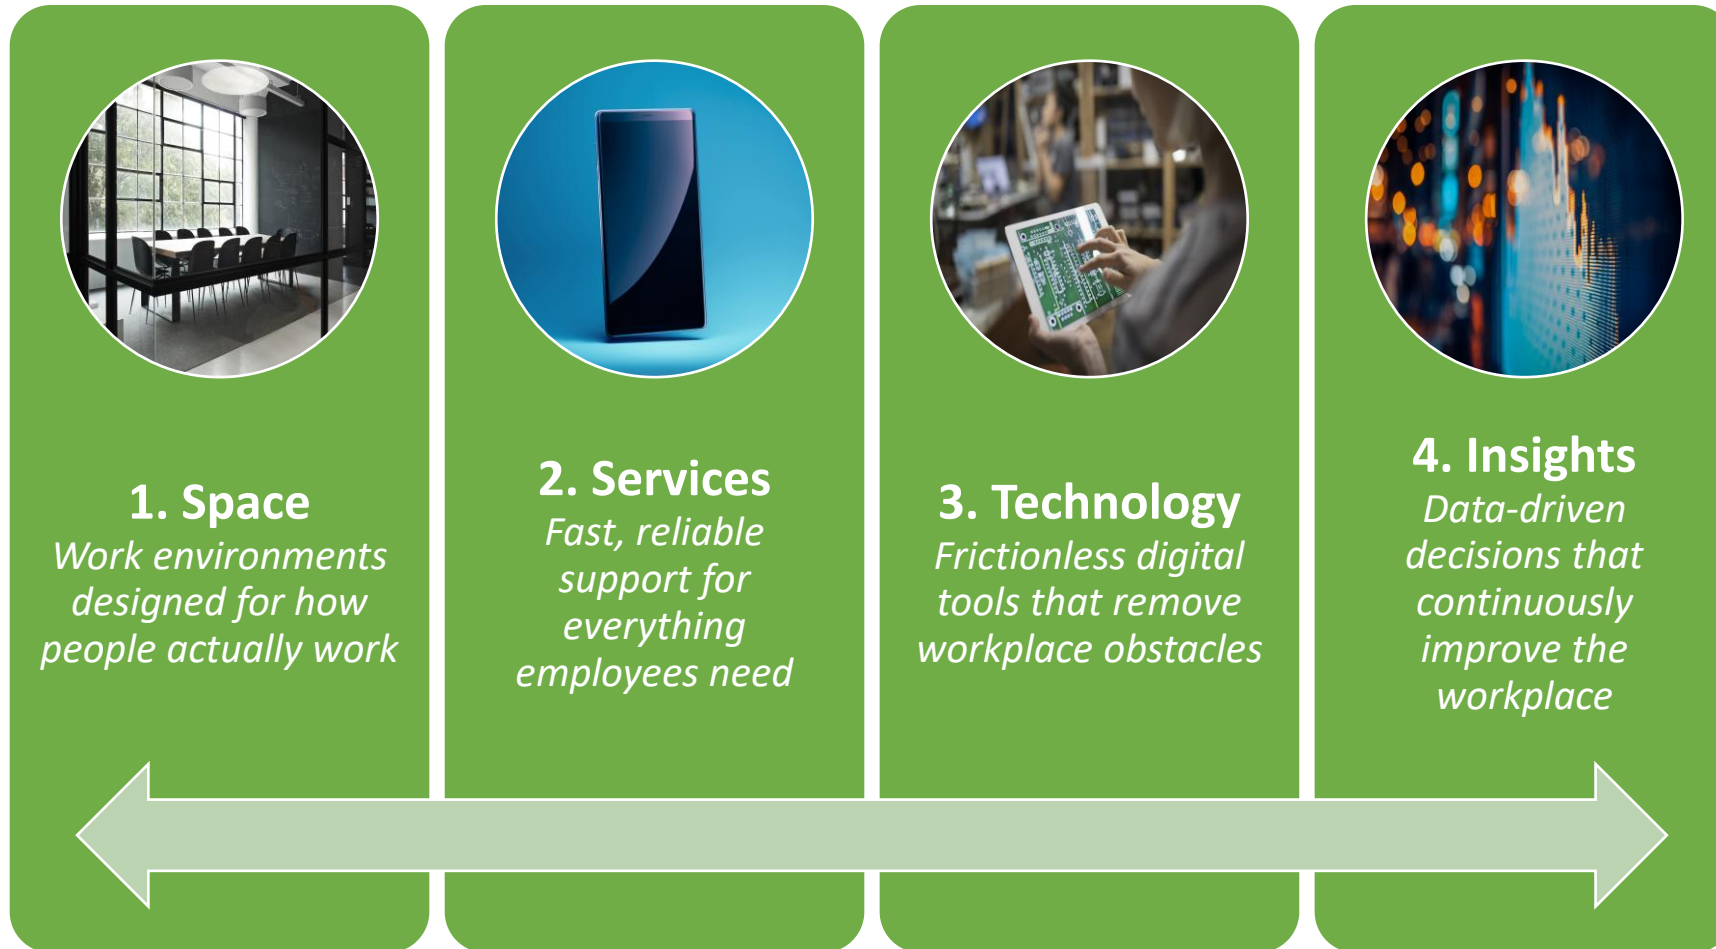 1. Space
Work environments
designed for how
people actually work
2. Services
Fast, reliable
support for
everything
employees need
3. Technology
Frictionless digital
tools that remove
workplace obstacles
4. Insights
Data-driven
decisions that
continuously
improve the
workplace